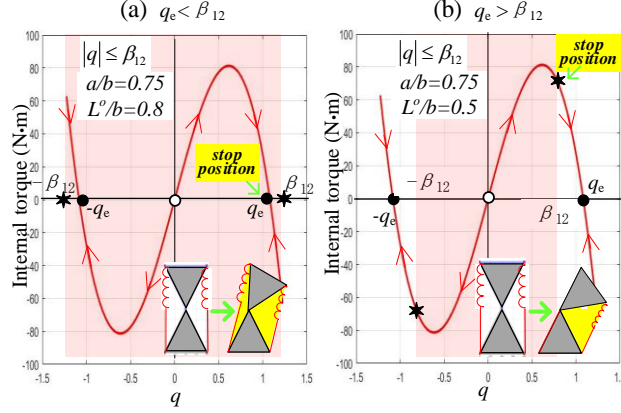 (a) qe < β12
|q| ≤ β12
a/b=0.75
Lº/b=0.8
stop
position
−β12
-qe
qe
β12
Internal torque (N·m)
100
80
60
40
20
0
-20
-40
-60
-80
-100
-1.5 -1 -0.5 0 0.5 1 1.5
q
(b) qe > β12
|q| ≤ β12
a/b=0.75
Lº/b=0.5
stop
position
−β12
-qe
qe
β12
Internal torque (N·m)
100
80
60
40
20
0
-20
-40
-60
-80
-100
-1.5 -1 -0.5 0 0.5 1 1.5
q